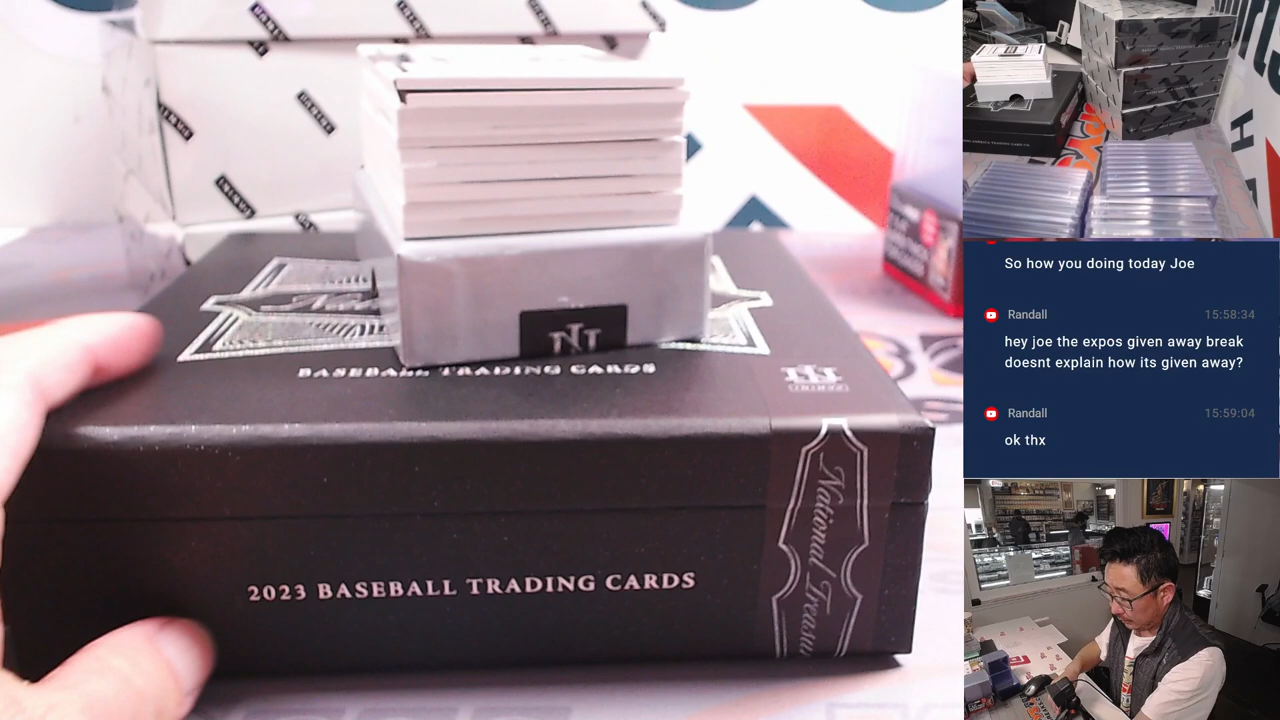 BASEBALL TRADING CARDS
2023 BASEBALL TRADING CARDS
National Treasu
So how you doing today Joe
Randall 15:58:34
hey joe the expos given away break
doesnt explain how its given away?
Randall 15:59:04
ok thx